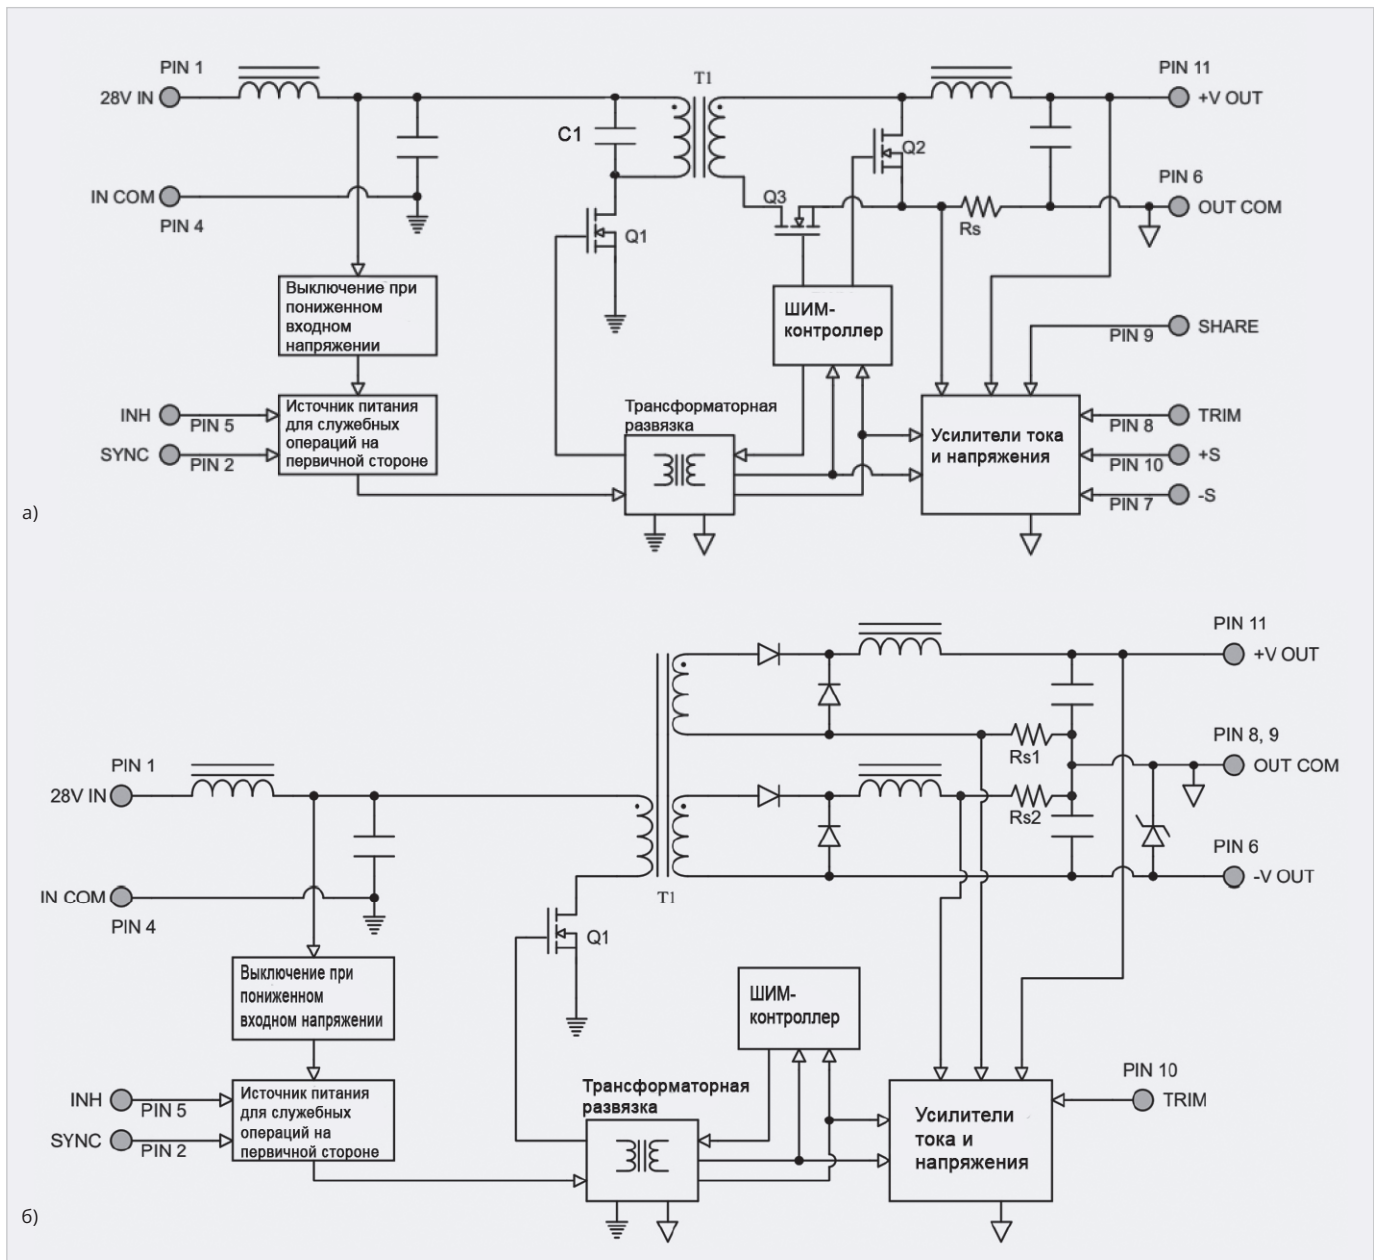 PIN 1
T1
PIN 11
28V IN
+V OUT
C1
Q2
PIN 6
IN COM
Q3
OUT COM
PIN 4
Rs
Q1
Выключение при
пониженном
входном
напряжении
ШИМ-
контроллер
SHARE
PIN 9
INH
PIN 5
Источник питания
для служебных
операций на
первичной стороне
SYNC
PIN 2
Трансформаторная
развязка
Усилители тока
и напряжения
TRIM
PIN 8
+S
PIN 10
-S
PIN 7
а)
PIN 11
+V OUT
PIN 8, 9
Rs1
OUT COM
PIN 1
28V IN
Rs2
PIN 6
-V OUT
IN COM
T1
PIN 4
Q1
Выключение при
пониженном
входном напряжении
ШИМ-
контроллер
PIN 10
TRIM
INH
PIN 5
Источник питания
для служебных
операций на
первичной стороне
SYNC
PIN 2
Трансформаторная
развязка
Усилители
тока и
напряжения
б)